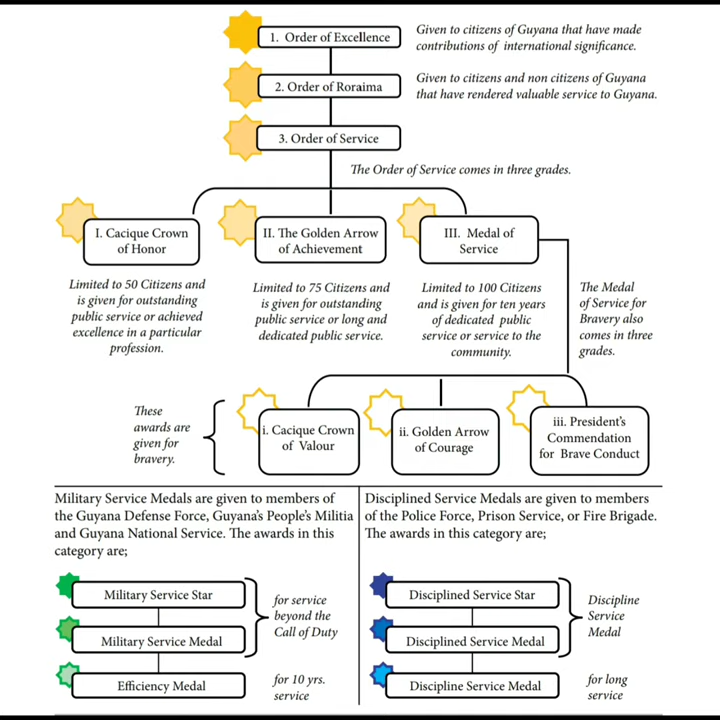 1. Order of Excellence
Given to citizens of Guyana that have made
contributions of international significance.
2. Order of Roraima
Given to citizens and non citizens of Guyana
that have rendered valuable service to Guyana.
3. Order of Service
The Order of Service comes in three grades.
I. Cacique Crown
of Honor
II. The Golden Arrow
of Achievement
III. Medal of
Service
Limited to 50 Citizens and
is given for outstanding
public service or achieved
excellence in a particular
profession.
Limited to 75 Citizens and
is given for outstanding
public service or long and
dedicated public service.
Limited to 100 Citizens
and is given for ten years
of dedicated public
service or service to the
community.
The Medal
of Service for
Bravery also
comes in three
grades.
These
awards are
given for
bravery.
i. Cacique Crown
of Valour
ii. Golden Arrow
of Courage
iii. President's
Commendation
for Brave Conduct
Military Service Medals are given to members of
the Guyana Defense Force, Guyana's People's Militia
and Guyana National Service. The awards in this
category are;
Military Service Star
Military Service Medal
for service
beyond the
Call of Duty
Efficiency Medal
for 10 yrs.
service
Disciplined Service Medals are given to members
of the Police Force, Prison Service, or Fire Brigade.
The awards in this category are;
Disciplined Service Star
Disciplined Service Medal
Discipline
Service
Medal
Discipline Service Medal
for long
service